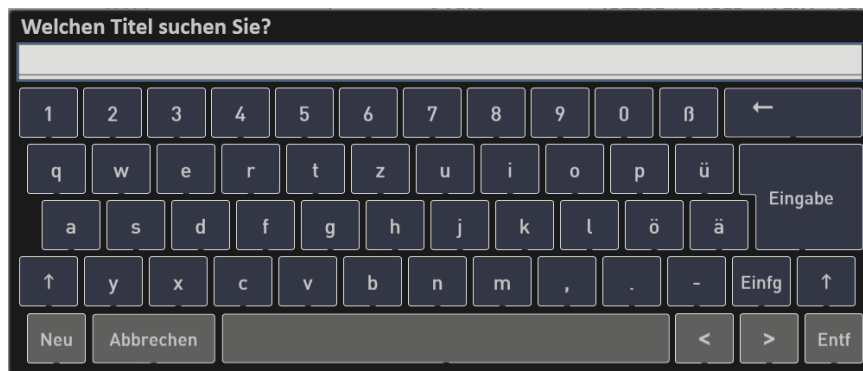 Welchen Titel suchen Sie?
1 2 3 4 5 6 7 8 9 0 ß ←
q w e r t z u i o p ü
Eingabe
a s d f g h j k l ö ä
↑ y x c v b n m , . - Einfg ↑
Neu Abbrechen < > Entf